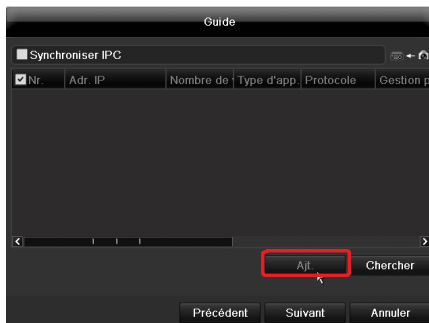 Guide
Synchroniser IPC
Nr. Adr. IP Nombre de Type d'app. Protocole Gestion p
Ajt. Chercher
Précédent Suivant Annuler